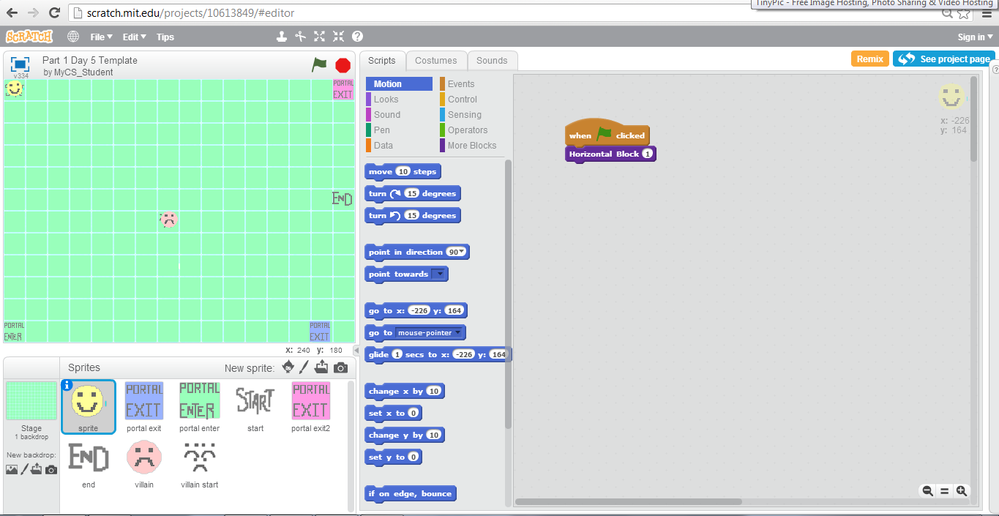 TinyPic - Free Image Hosting, Photo Sharing & Video Hosting
scratch.mit.edu/projects/10613849/#editor
SCRATCH File Edit Tips Sign in
Part 1 Day 5 Template
by MyCS_Student
v334
Scripts Costumes Sounds
Remix See project page
PORTAL
EXIT
END
PORTAL
ENTER
PORTAL
EXIT
x: 240 y: 180
Motion Events
Looks Control
Sound Sensing
Pen Operators
Data More Blocks
move 10 steps
turn 15 degrees
turn 15 degrees
point in direction 90
point towards
go to x: -226 y: 164
go to mouse-pointer
glide 1 secs to x: -226 y: 164
change x by 10
set x to 0
change y by 10
set y to 0
if on edge, bounce
when clicked
Horizontal Block 1
x: -226
y: 164
Sprites New sprite:
Stage
1 backdrop
New backdrop:
PORTAL
EXIT
PORTAL
ENTER
START
PORTAL
EXIT
sprite portal exit portal enter start portal exit2
END
end villain villain start